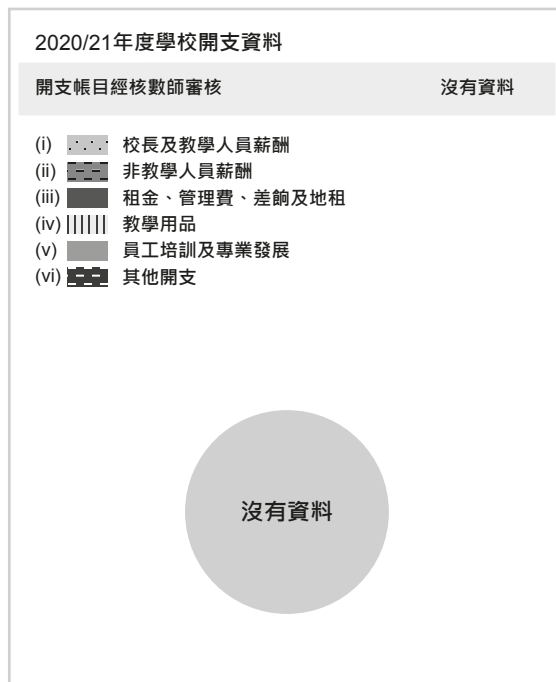 2020/21年度學校開支資料
開支帳目經核數師審核 沒有資料
(i) 校長及教學人員薪酬
(ii) 非教學人員薪酬
(iii) 租金、管理費、差餉及地租
(iv) 教學用品
(v) 員工培訓及專業發展
(vi) 其他開支
沒有資料